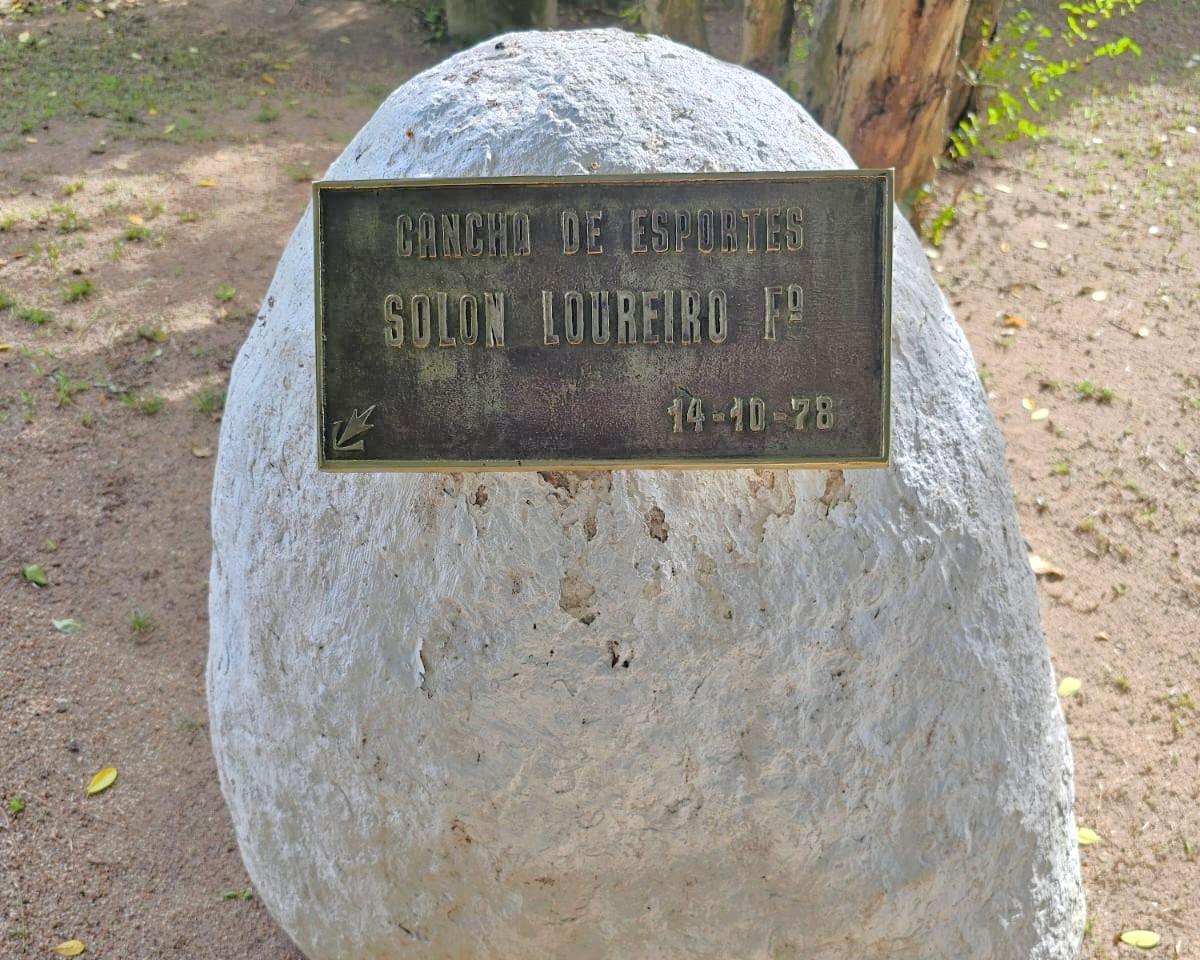 CANCHA DE ESPORTES
SOLON LOUREIRO Fº
14-10-78